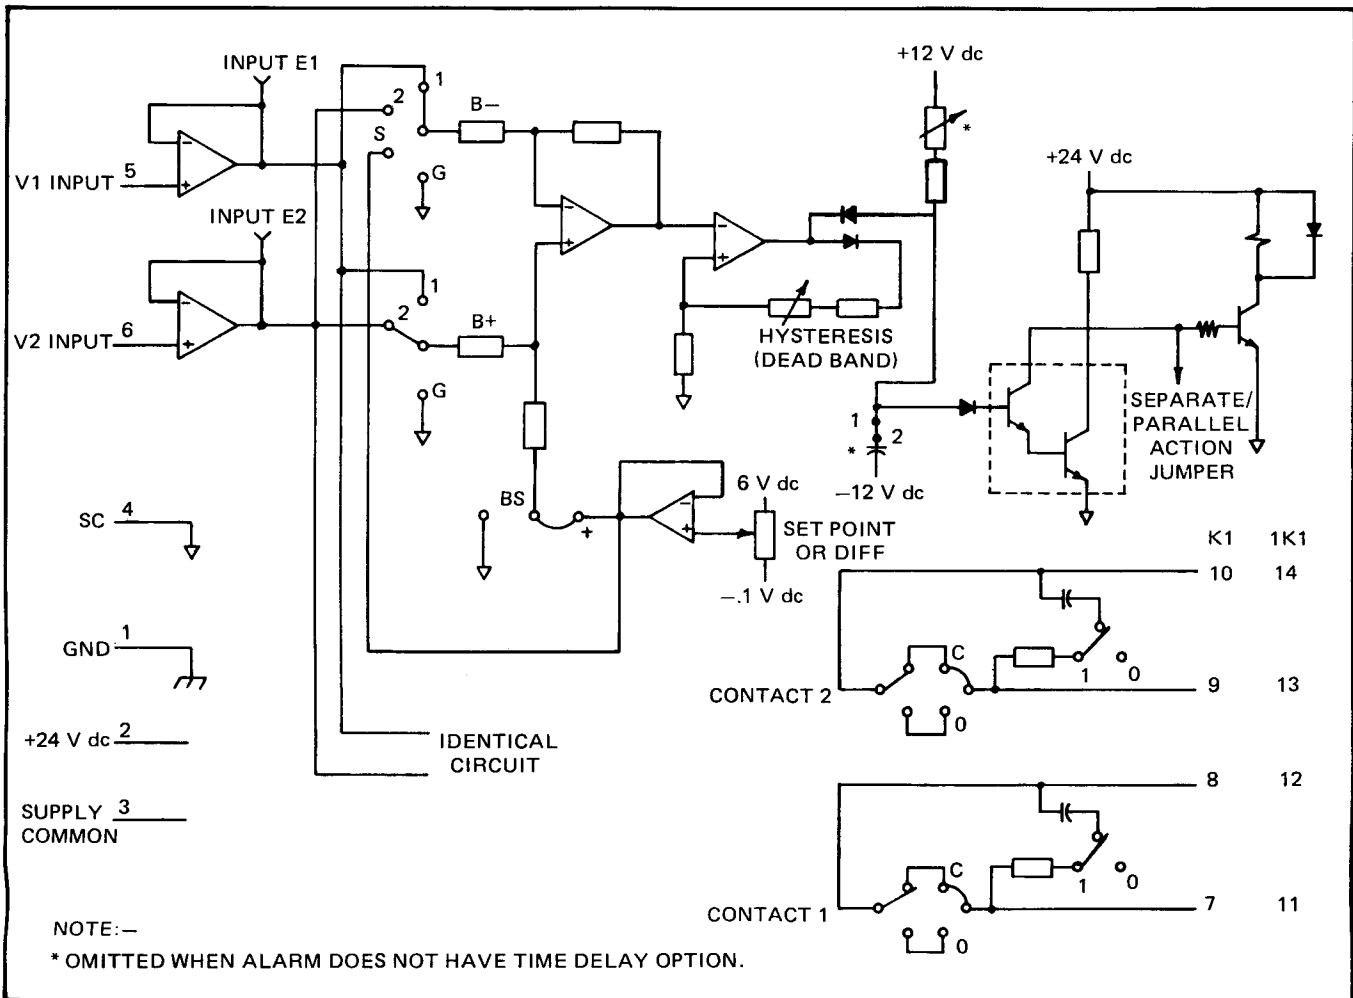 INPUT E1
V1 INPUT 5
-
+
INPUT E2
V2 INPUT 6
-
+
1
2
S
G
B-
1
2
G
B+
-
+
-
+
HYSTERESIS
(DEAD BAND)
+12 V dc
*
1
2
*
-12 V dc
+24 V dc
SEPARATE/
PARALLEL
ACTION
JUMPER
BS
+
-
+
6 V dc
SET POINT
OR DIFF
-.1 V dc
SC 4
GND 1
+24 V dc 2
SUPPLY 3
COMMON
IDENTICAL
CIRCUIT
K1 1K1
10 14
C
1
0
CONTACT 2
0
9 13
8 12
C
1
0
CONTACT 1
0
7 11
NOTE:-
* OMITTED WHEN ALARM DOES NOT HAVE TIME DELAY OPTION.